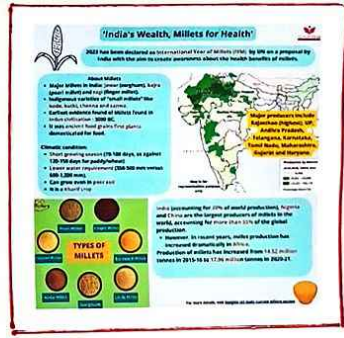 'India's Wealth, Millets for Health'
2023 has been declared as International Year of Millets (IYM) by UN on a proposal by
India with the aim to create awareness about the health benefits of millets.
About Millets
Major millets in India: Jowar (sorghum), bajra
(pearl millet) and ragi (finger millet).
Indigenous varieties of "small millets" like
kodo, kutki, chenna and sanwa.
Earliest evidence found of Millets found in
Indus civilisation - 3000 BC.
It was ancient food grains first plants
domesticated for food.
Climatic condition:
Short growing season (70-100 days, as against
120-150 days for paddy/wheat)
Lower water requirement (350-500 mm versus
600-1,200 mm).
Can grow even in poor soil
It is a kharif crop
Major producers include
Rajasthan (highest), UP,
Andhra Pradesh,
Telangana, Karnataka,
Tamil Nadu, Maharashtra,
Gujarat and Haryana.
TYPES OF
MILLETS
India (accounting for 20% of world production), Nigeria
and China are the largest producers of millets in the
world, accounting for more than 55% of the global
production.
However, in recent years, millet production has
increased dramatically in Africa.
Production of millets has increased from 14.52 million
tonnes in 2015-16 to 17.96 million tonnes in 2020-21.